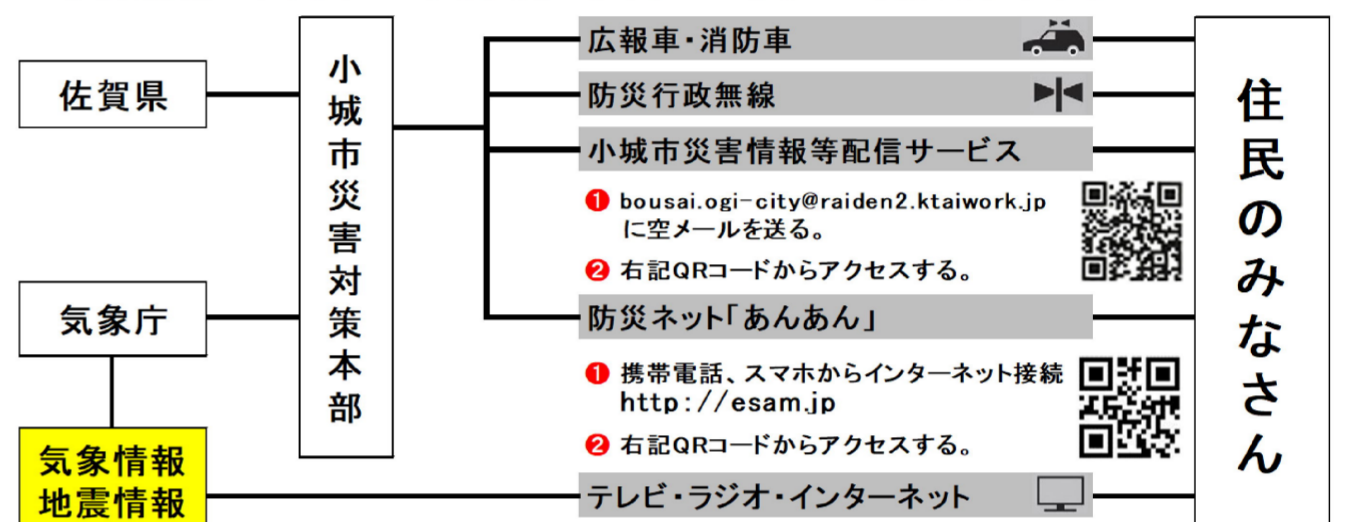 佐賀県
気象庁
気象情報
地震情報
小城市災害対策本部
広報車・消防車
防災行政無線
小城市災害情報等配信サービス
❶ bousai.ogi-city@raiden2.ktaiwork.jp
に空メールを送る。
❷ 右記QRコードからアクセスする。
防災ネット「あんあん」
❶ 携帯電話、スマホからインターネット接続
http://esam.jp
❷ 右記QRコードからアクセスする。
テレビ・ラジオ・インターネット
住民のみなさん